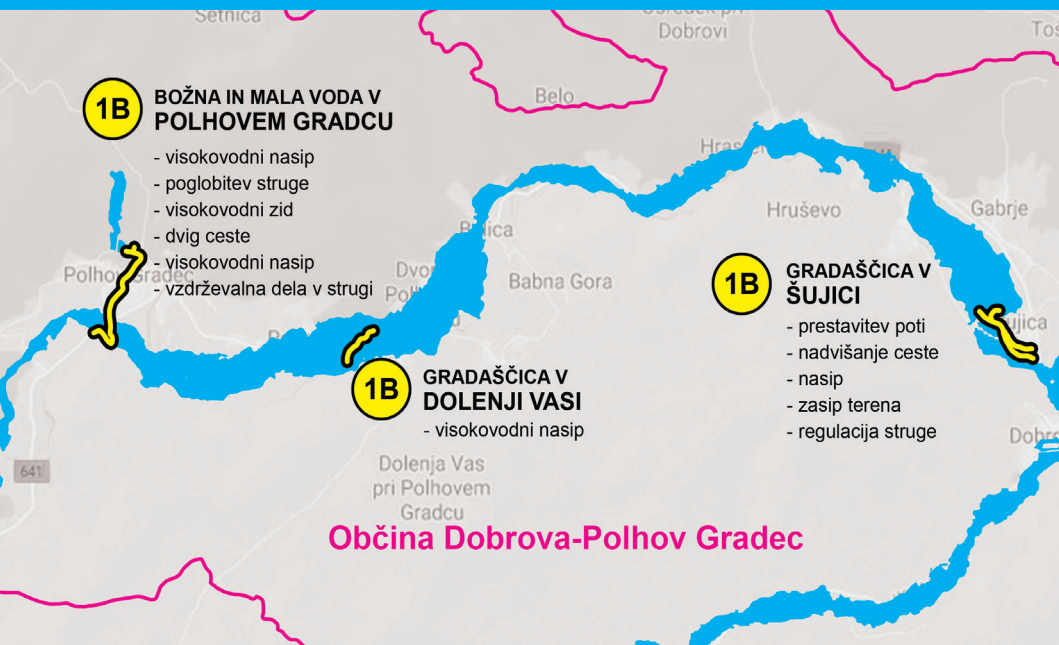 Setnica
Dobrovi
Belo
1B
BOŽNA IN MALA VODA V
POLHOVEM GRADCU
- visokovodni nasip
- poglobitev struge
- visokovodni zid
- dvig ceste
- visokovodni nasip
- vzdrževalna dela v strugi
Hruševo
Gabrje
Babna Gora
1B
GRADAŠČICA V
ŠUJICI
- prestavitev poti
- nadvišanje ceste
- nasip
- zasip terena
- regulacija struge
1B
GRADAŠČICA V
DOLENJI VASI
- visokovodni nasip
641
Dolenja Vas
pri Polhovem
Gradcu
Občina Dobrova-Polhov Gradec